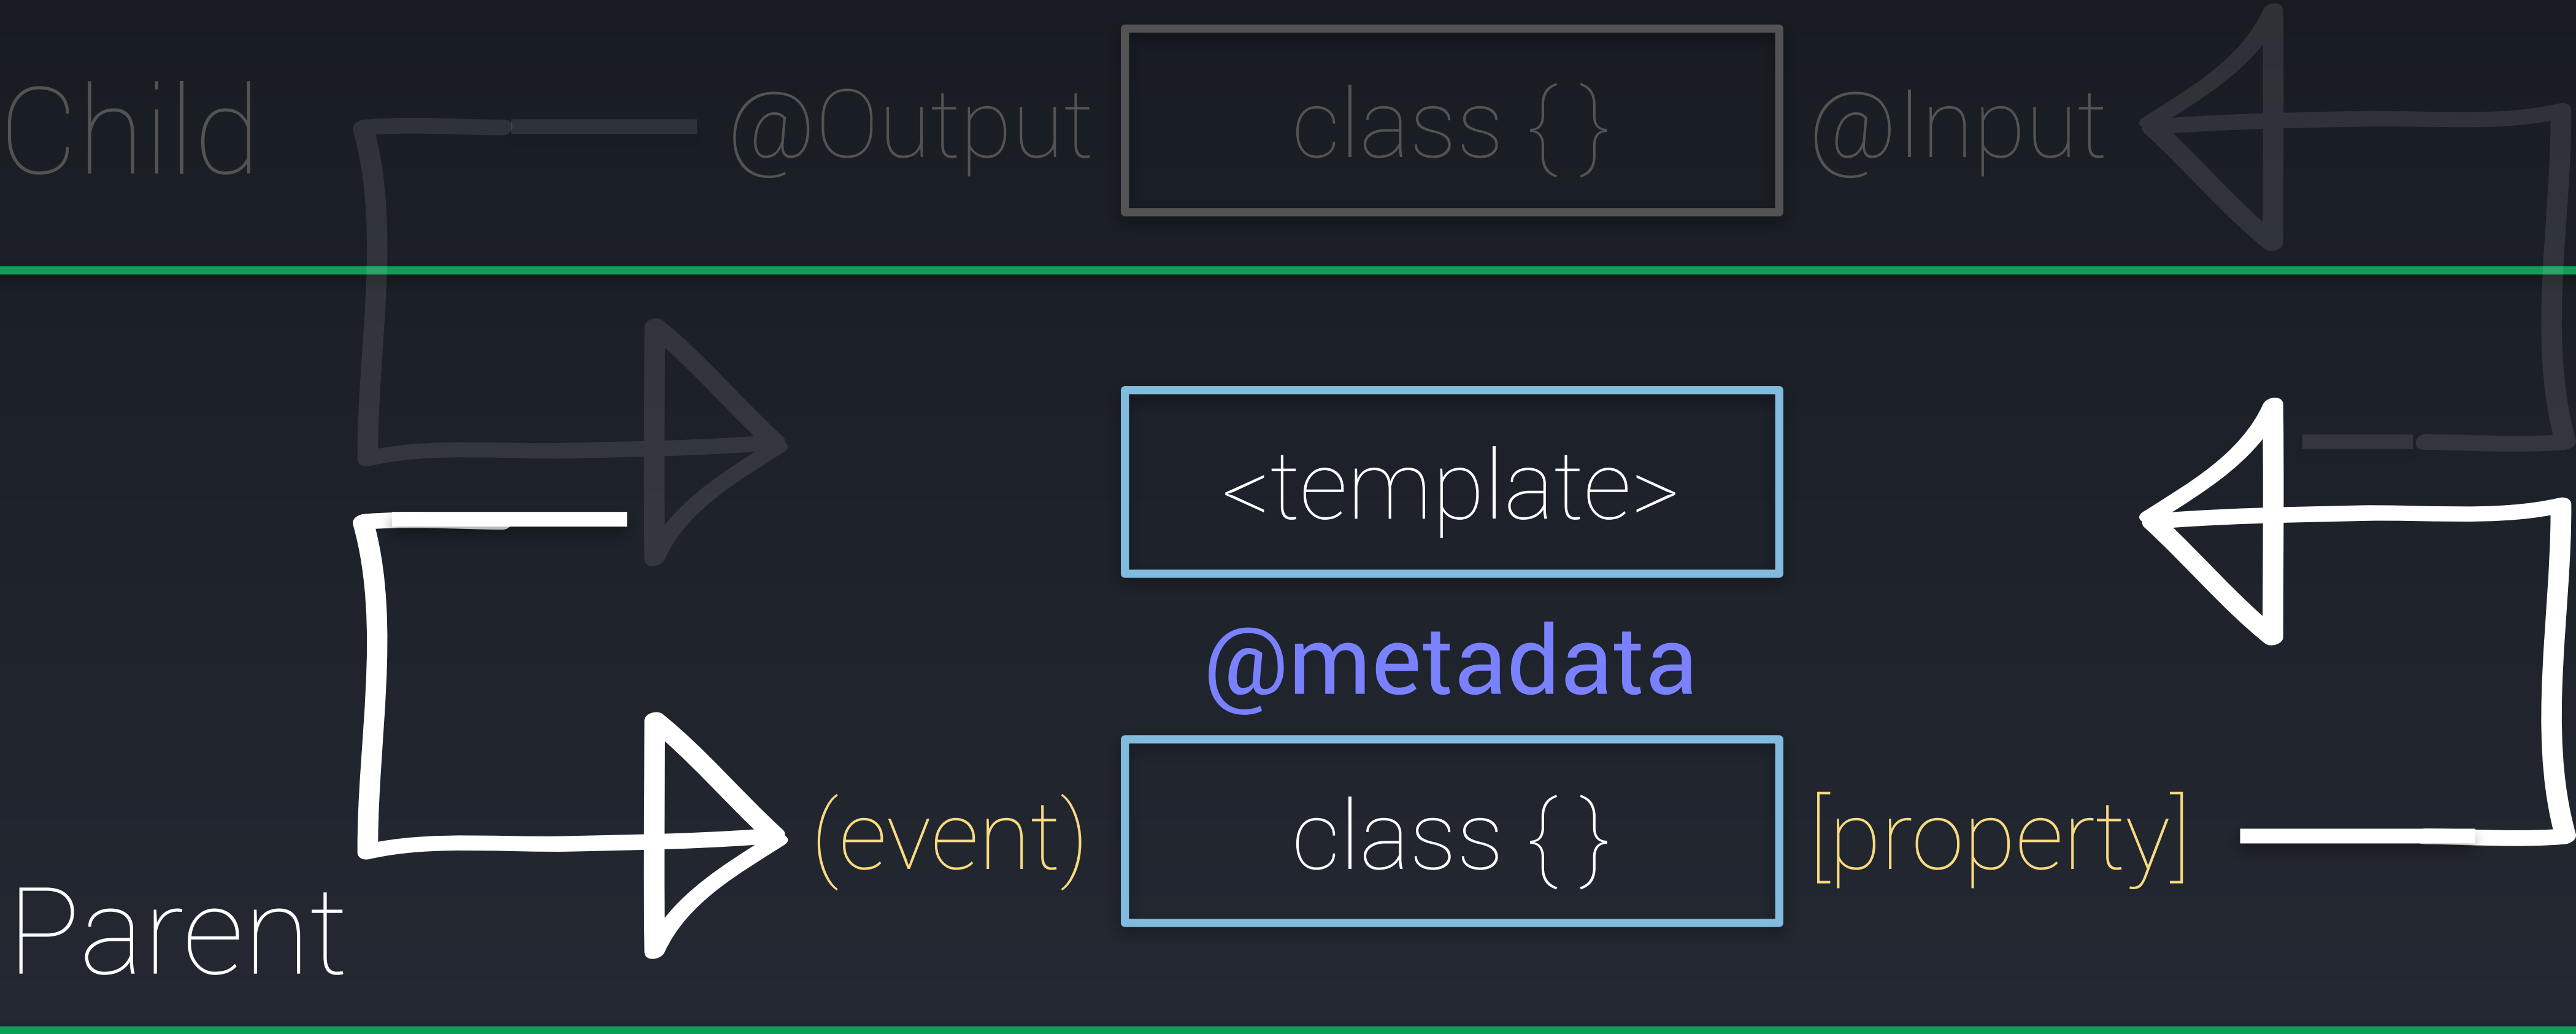 Child @Output class { } @Input
<template>
@metadata
(event) class { } [property]
Parent